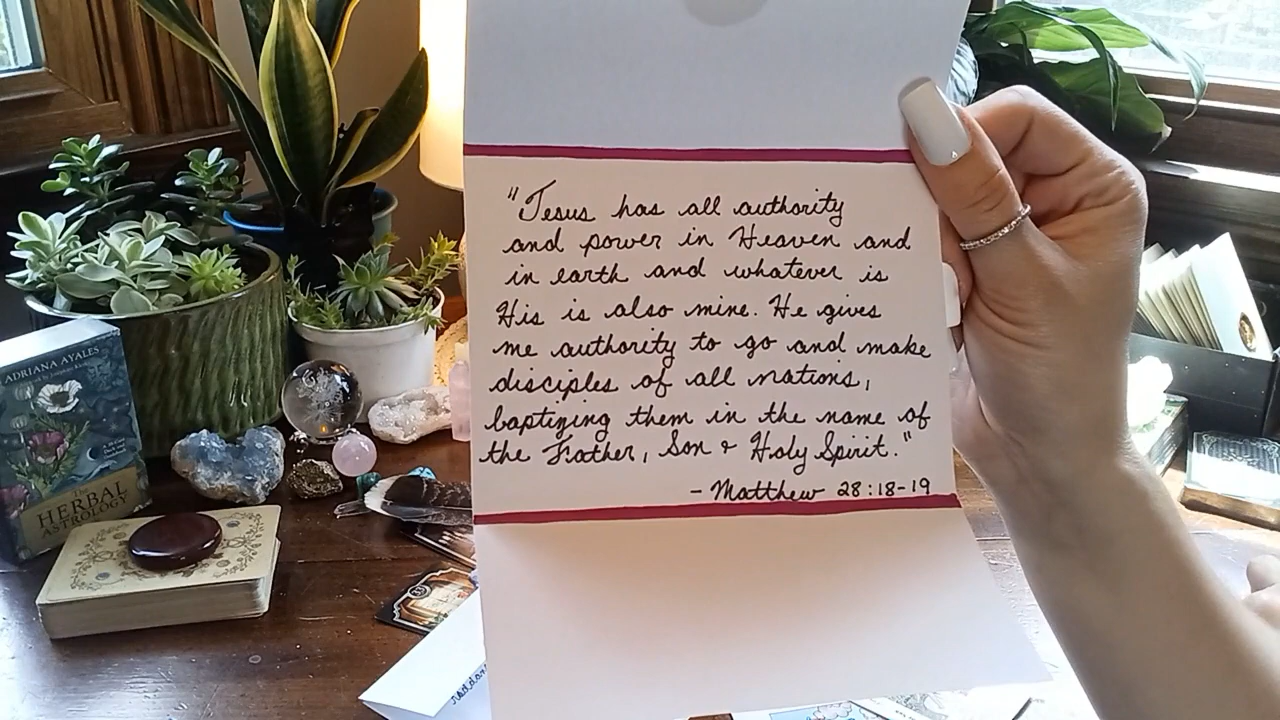 "Jesus has all authority
and power in Heaven and
in earth and whatever is
His is also mine. He gives
me authority to go and make
disciples of all nations,
baptizing them in the name of
the Father, Son & Holy Spirit."
- Matthew 28:18-19
ADRIANA AYALES
The
HERBAL
ASTROLOGY